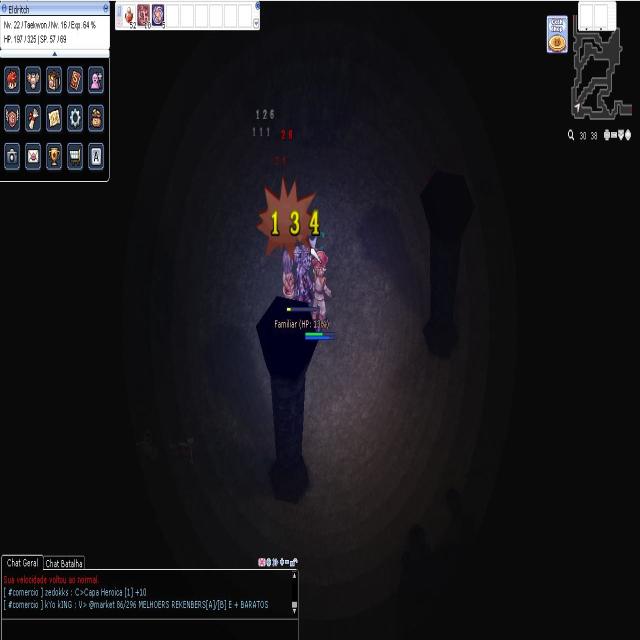 Eldritch
Nv. 22 / Taekwon / Nv. 16 / Exp. 64 %
HP. 197 / 325 | SP. 57 / 69
30 38
126
111 28
134
Familiar (HP:
Chat Geral Chat Batalha
Sua velocidade voltou ao normal.
[ #comercio ] zedokks : C>Capa Heroica [1] +10
[ #comercio ] kYo kING : V> @market 86/296 MELHOERS REKENBERS[A]/[B] E + BARATOS